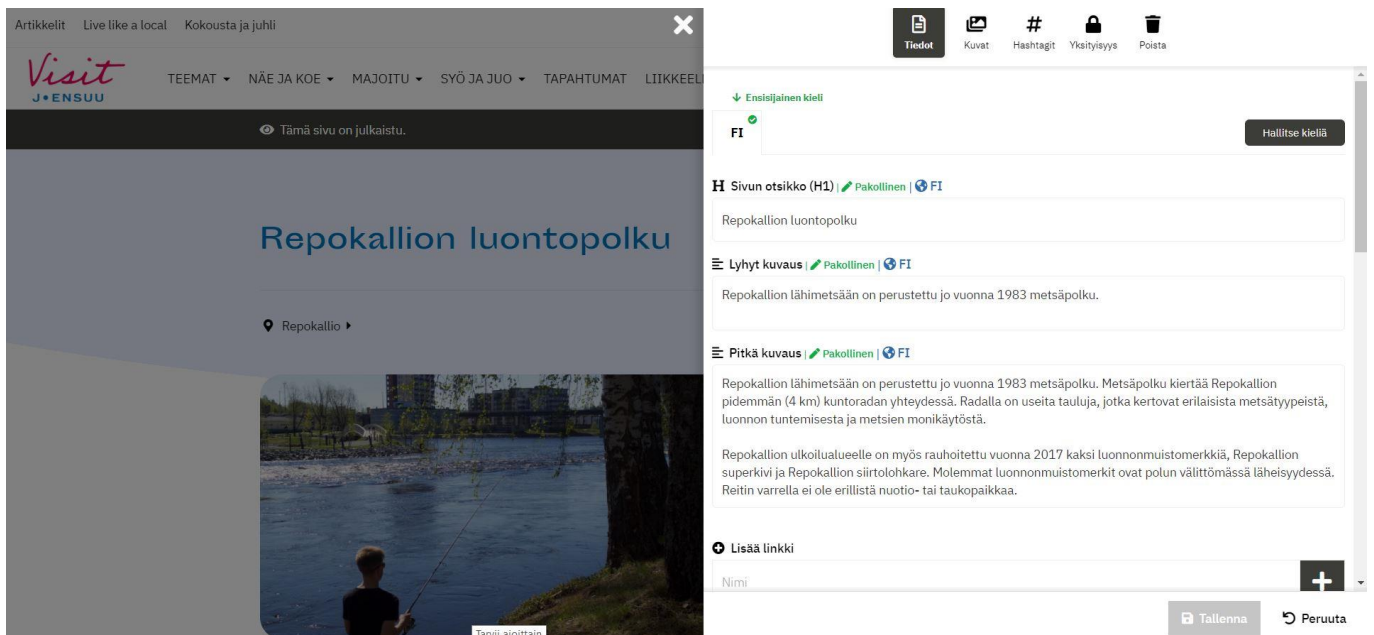 Artikkelit Live like a local Kokousta ja juhli
Visit
JOENSUU
TEEMAT NÄE JA KOE MAJOITU SYÖ JA JUO TAPAHTUMAT
Tämä sivu on julkaistu.
Repokallion luontopolku
Repokallio
Tiedot Kuvat Hashtagit Yksityisyys Poista
Ensisijainen kieli
FI
Hallitse kieliä
Sivun otsikko (H1) | Pakollinen | FI
Repokallion luontopolku
Lyhyt kuvaus | Pakollinen | FI
Repokallion lähimetsään on perustettu jo vuonna 1983 metsäpolku.
Pitkä kuvaus | Pakollinen | FI
Repokallion lähimetsään on perustettu jo vuonna 1983 metsäpolku. Metsäpolku kiertää Repokallion
pidemmän (4 km) kuntoradan yhteydessä. Radalla on useita tauluja, jotka kertovat erilaisista metsätyypeistä,
luonnon tuntemisesta ja metsien monikäytöstä.
Repokallion ulkoilualueelle on myös rauhoitettu vuonna 2017 kaksi luonnonmuistomerkkiä, Repokallion
superkivi ja Repokallion siirtolohkare. Molemmat luonnonmuistomerkit ovat polun välittömässä läheisyydessä.
Reitin varrella ei ole erillistä nuotio- tai taukopaikkaa.
Lisää linkki
Nimi
Tallenna Peruuta